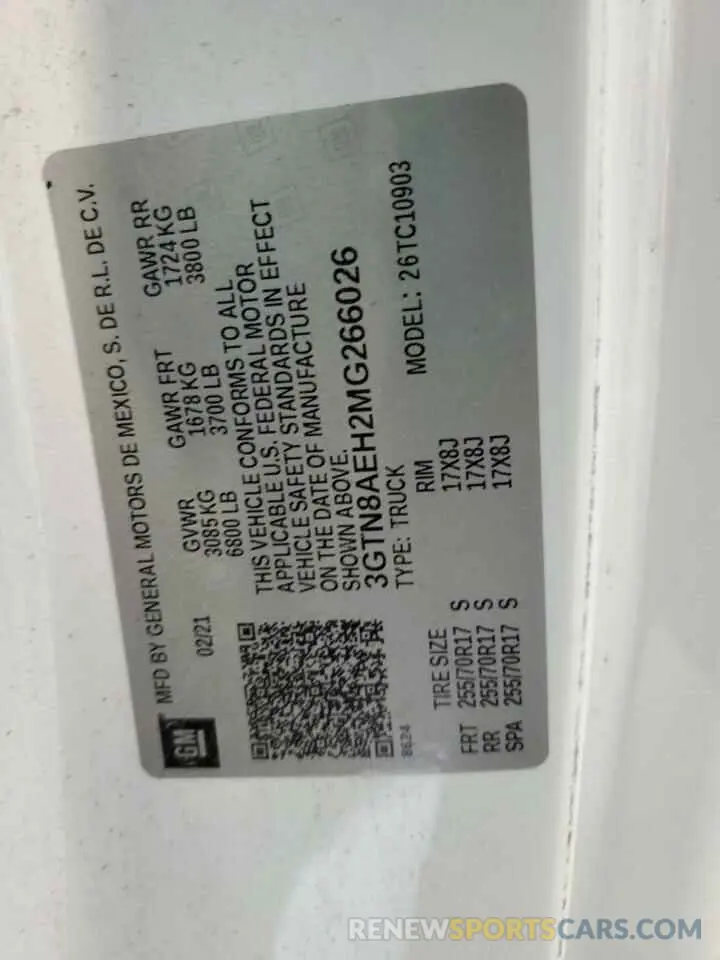 GM
MFD BY GENERAL MOTORS DE MEXICO, S. DE R.L. DE C.V.
02/21
GVWR GAWR FRT GAWR RR
3085KG 1678 KG 1724 KG
6800 LB 3700 LB 3800 LB
THIS VEHICLE CONFORMS TO ALL
APPLICABLE U.S. FEDERAL MOTOR
VEHICLE SAFETY STANDARDS IN EFFECT
ON THE DATE OF MANUFACTURE
SHOWN ABOVE.
3GTN8AEH2MG266026
TYPE: TRUCK MODEL: 26TC10903
8624
TIRE SIZE RIM
FRT 255/70R17 S 17X8J
RR 255/70R17 S 17X8J
SPA 255/70R17 S 17X8J
RENEWSPORTSCARS.COM